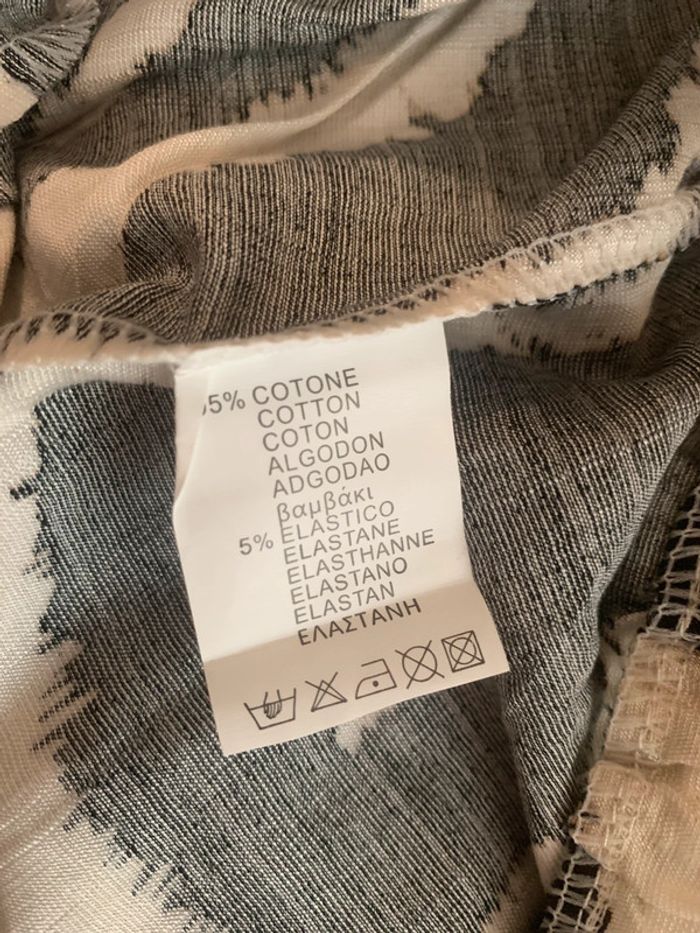 5% COTONE
COTTON
COTON
ALGODON
ADGODAO
βαμβάκι
5% ELASTICO
ELASTANE
ELASTHANNE
ELASTANO
ELASTAN
ΕΛΑΣΤΑΝΗ